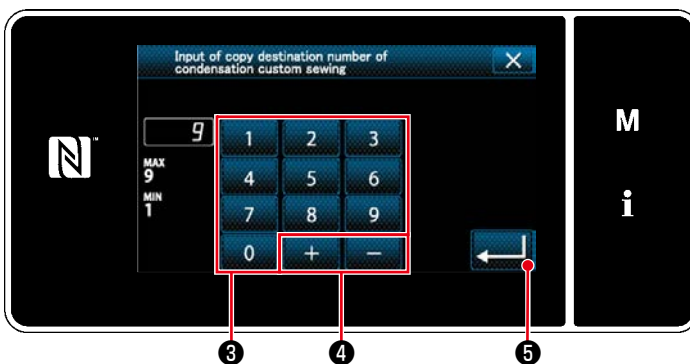 Input of copy destination number of
condensation custom sewing
9
1 2 3
MAX
9
4 5 6
MIN
1
7 8 9
0 + −
N
™
M
i
❸ ❹ ❺